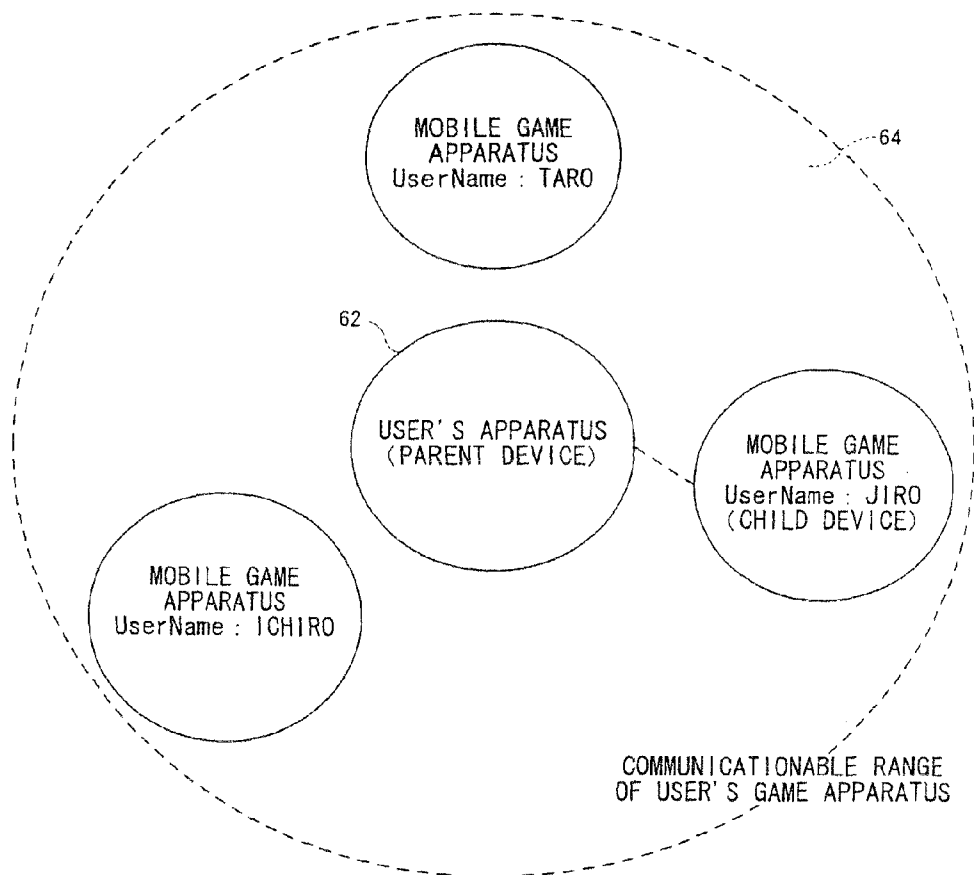 MOBILE GAME
APPARATUS
UserName : TARO
64
62
USER'S APPARATUS
(PARENT DEVICE)
MOBILE GAME
APPARATUS
UserName : JIRO
(CHILD DEVICE)
MOBILE GAME
APPARATUS
UserName : ICHIRO
COMMUNICATIONABLE RANGE
OF USER'S GAME APPARATUS